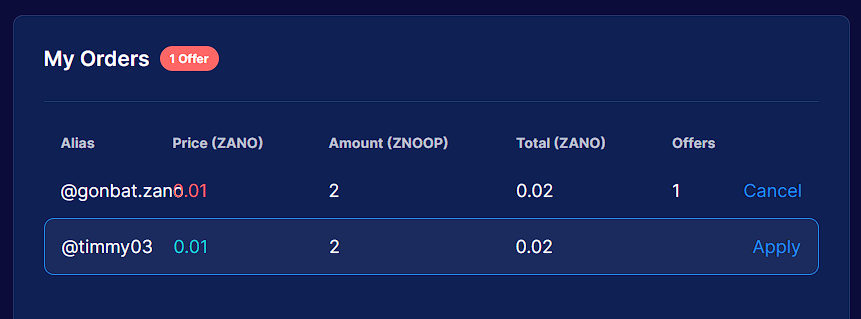 My Orders 1 Offer
Alias Price (ZANO) Amount (ZNOOP) Total (ZANO) Offers
@gonbat.zano 0.01 2 0.02 1 Cancel
@timmy03 0.01 2 0.02 Apply